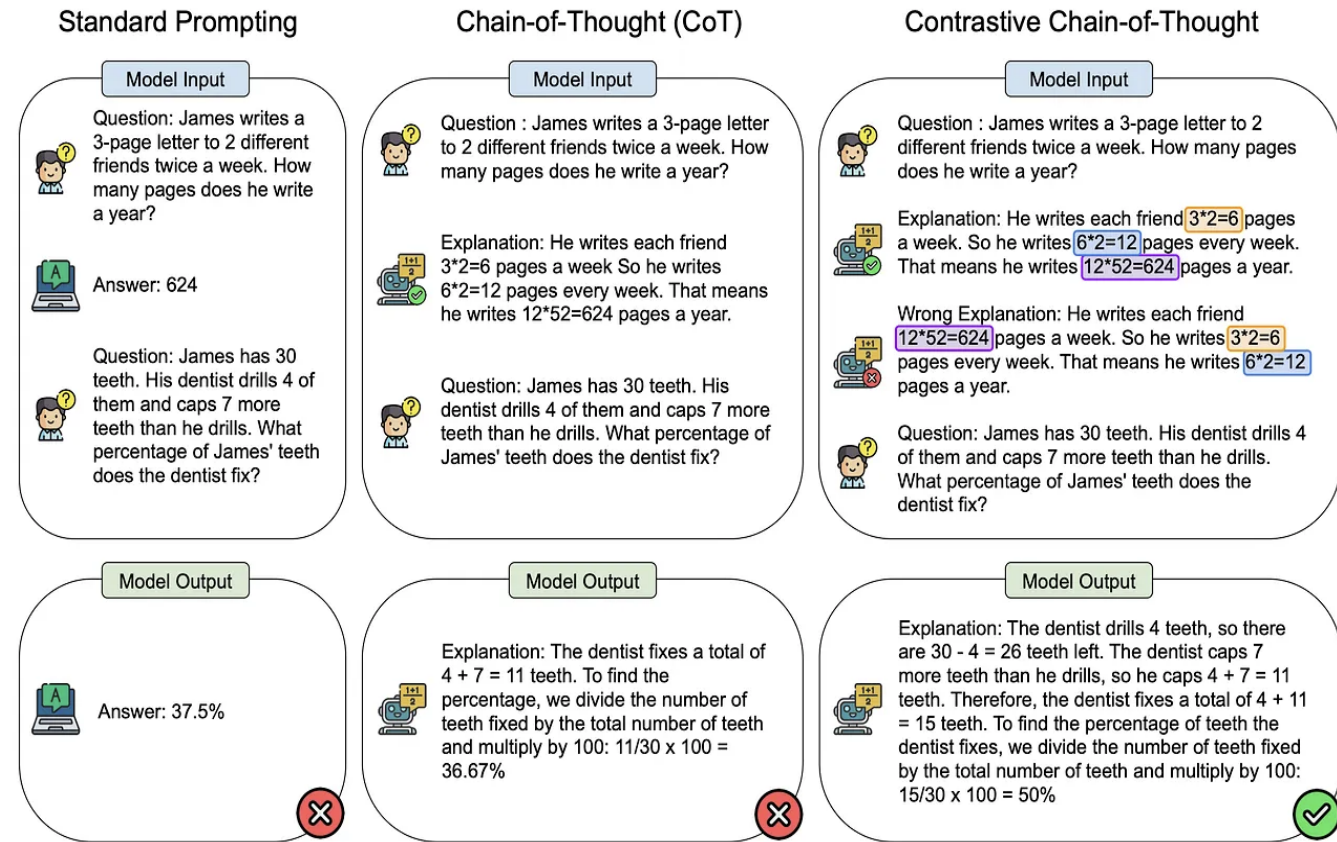 Standard Prompting
Model Input
Question: James writes a
3-page letter to 2 different
friends twice a week. How
many pages does he write
a year?
A
Answer: 624
Question: James has 30
teeth. His dentist drills 4 of
them and caps 7 more
teeth than he drills. What
percentage of James' teeth
does the dentist fix?
Model Output
A
Answer: 37.5%
Chain-of-Thought (CoT)
Model Input
Question : James writes a 3-page letter
to 2 different friends twice a week. How
many pages does he write a year?
1+1
2
Explanation: He writes each friend
3*2=6 pages a week So he writes
6*2=12 pages every week. That means
he writes 12*52=624 pages a year.
Question: James has 30 teeth. His
dentist drills 4 of them and caps 7 more
teeth than he drills. What percentage of
James' teeth does the dentist fix?
Model Output
1+1
2
Explanation: The dentist fixes a total of
4 + 7 = 11 teeth. To find the
percentage, we divide the number of
teeth fixed by the total number of teeth
and multiply by 100: 11/30 x 100 =
36.67%
Contrastive Chain-of-Thought
Model Input
Question : James writes a 3-page letter to 2
different friends twice a week. How many pages
does he write a year?
1+1
2
Explanation: He writes each friend 3*2=6 pages
a week. So he writes 6*2=12 pages every week.
That means he writes 12*52=624 pages a year.
1+1
2
Wrong Explanation: He writes each friend
12*52=624 pages a week. So he writes 3*2=6
pages every week. That means he writes 6*2=12
pages a year.
Question: James has 30 teeth. His dentist drills 4
of them and caps 7 more teeth than he drills.
What percentage of James' teeth does the
dentist fix?
Model Output
1+1
2
Explanation: The dentist drills 4 teeth, so there
are 30 - 4 = 26 teeth left. The dentist caps 7
more teeth than he drills, so he caps 4 + 7 = 11
teeth. Therefore, the dentist fixes a total of 4 + 11
= 15 teeth. To find the percentage of teeth the
dentist fixes, we divide the number of teeth fixed
by the total number of teeth and multiply by 100:
15/30 x 100 = 50%